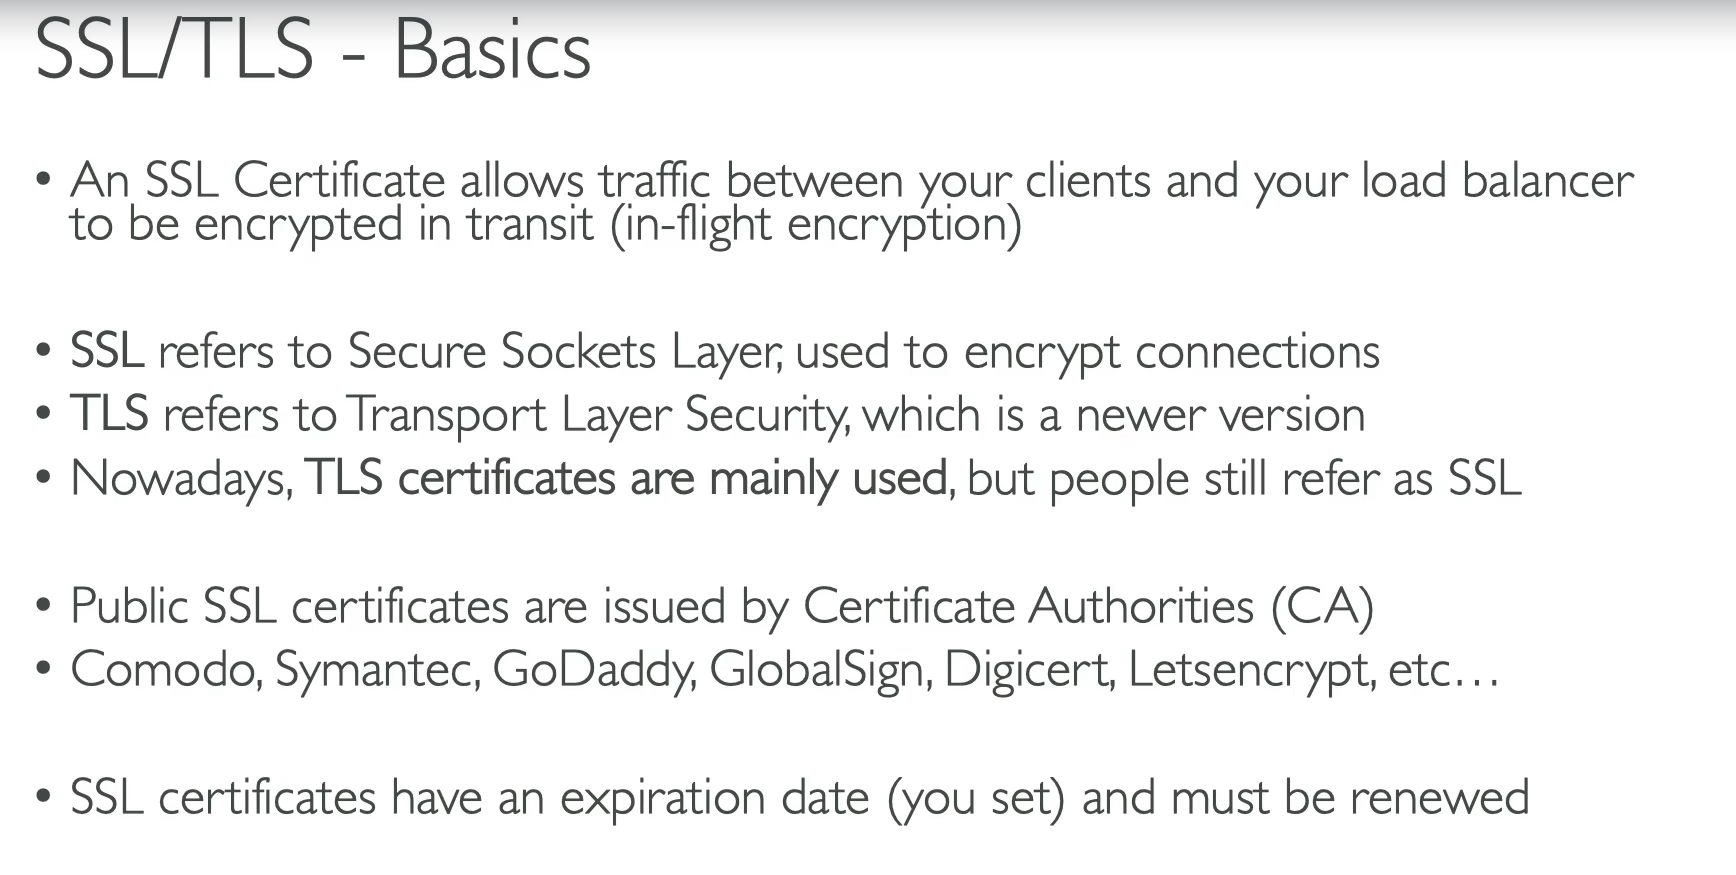 SSL/TLS - Basics
• An SSL Certificate allows traffic between your clients and your load balancer
to be encrypted in transit (in-flight encryption)
• SSL refers to Secure Sockets Layer, used to encrypt connections
• TLS refers to Transport Layer Security, which is a newer version
• Nowadays, TLS certificates are mainly used, but people still refer as SSL
• Public SSL certificates are issued by Certificate Authorities (CA)
• Comodo, Symantec, GoDaddy, GlobalSign, Digicert, Letsencrypt, etc…
• SSL certificates have an expiration date (you set) and must be renewed